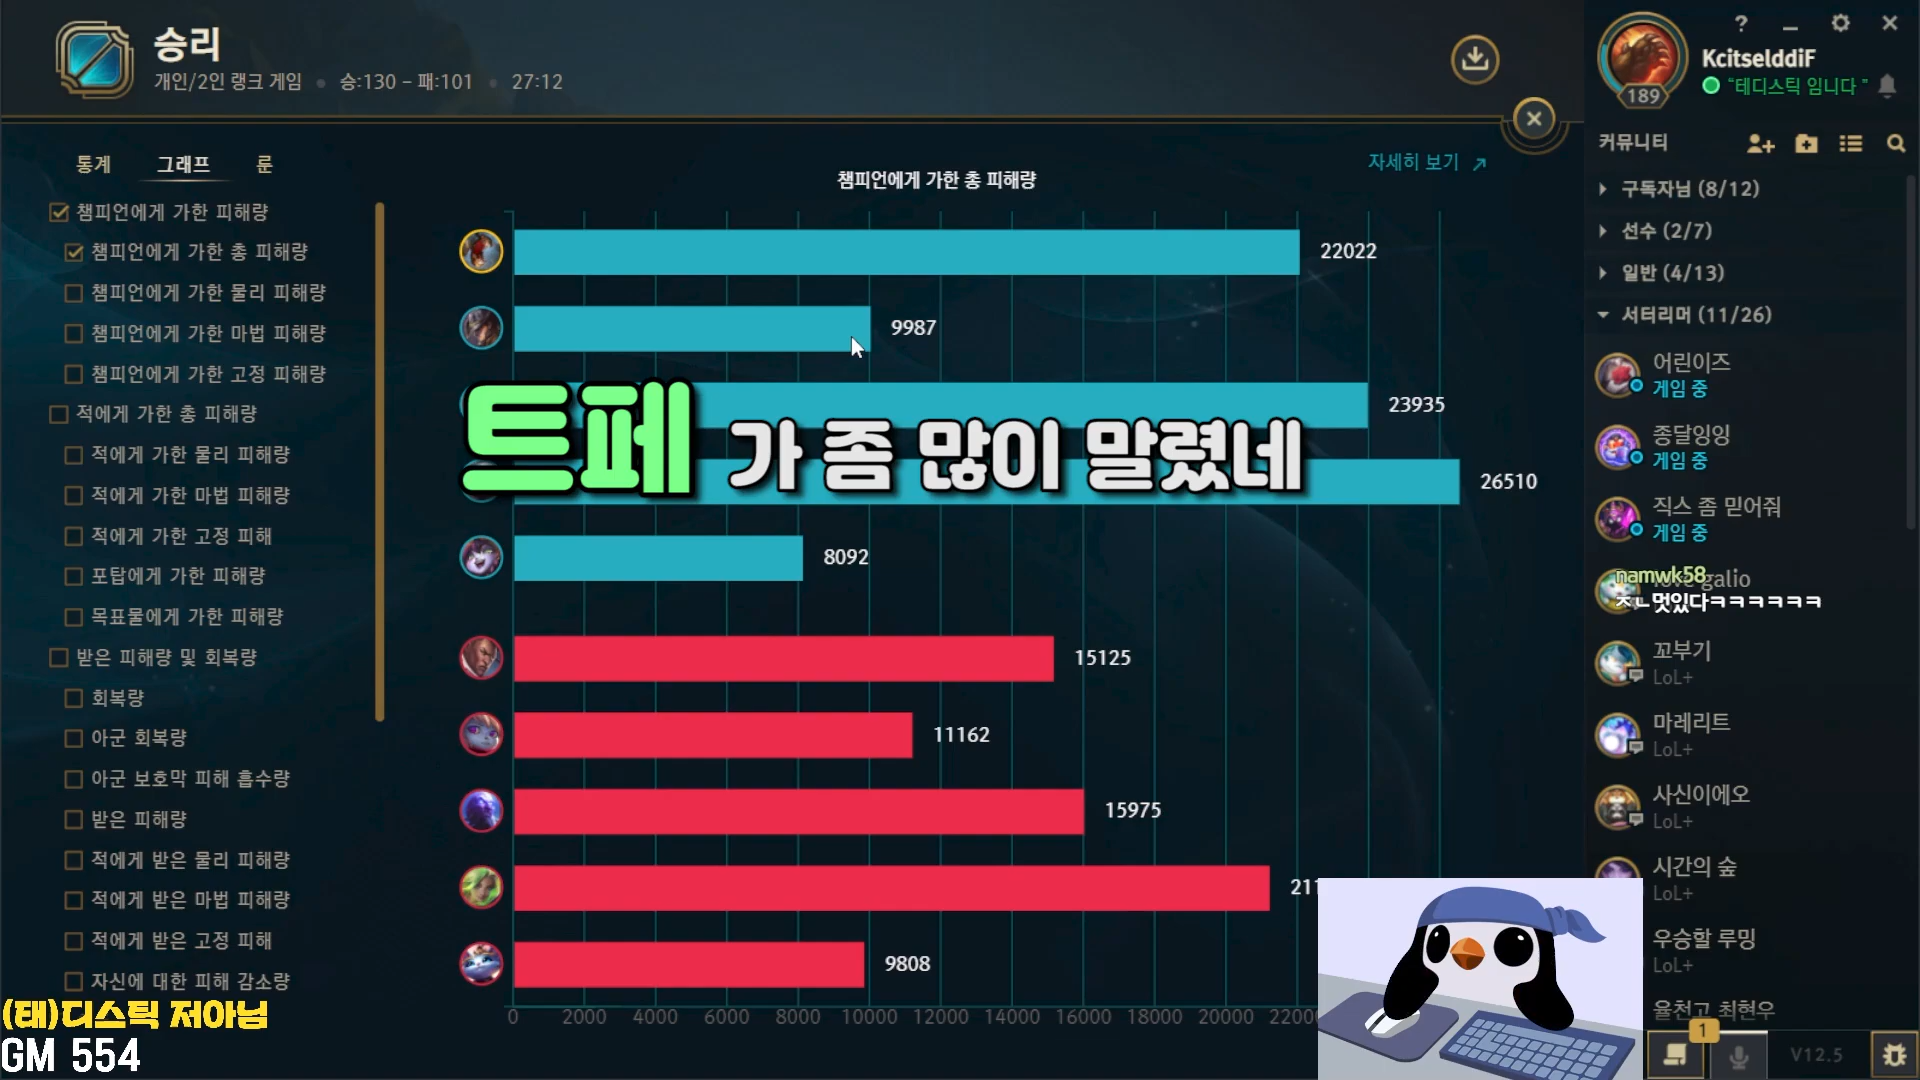 승리
개인/2인 랭크 게임 • 승:130 - 패:101 • 27:12
통계 그래프 룬
챔피언에게 가한 피해량
챔피언에게 가한 총 피해량
챔피언에게 가한 물리 피해량
챔피언에게 가한 마법 피해량
챔피언에게 가한 고정 피해량
적에게 가한 총 피해량
적에게 가한 물리 피해량
적에게 가한 마법 피해량
적에게 가한 고정 피해
포탑에게 가한 피해량
목표물에게 가한 피해량
받은 피해량 및 회복량
회복량
아군 회복량
아군 보호막 피해 흡수량
받은 피해량
적에게 받은 물리 피해량
적에게 받은 마법 피해량
적에게 받은 고정 피해
자신에 대한 피해 감소량
(태)디스틱 저아님
GM 554
챔피언에게 가한 총 피해량
자세히 보기
22022
9987
23935
트페가 좀 많이 말렸네
26510
8092
15125
11162
15975
211
9808
0 2000 4000 6000 8000 10000 12000 14000 16000 18000 20000 2200
?
KcitselddiF
189
"테디스틱 입니다 "
커뮤니티
구독자님 (8/12)
선수 (2/7)
일반 (4/13)
서터리머 (11/26)
어린이즈
게임 중
종달잉잉
게임 중
직스 좀 믿어줘
게임 중
namwk58
galio
ㅈㄴ멋있다ㅋㅋㅋㅋㅋㅋ
꼬부기
LoL+
마레리트
LoL+
사신이에오
LoL+
시간의 숲
LoL+
우승할 루밍
LoL+
율천고 최현우
1
V12.5